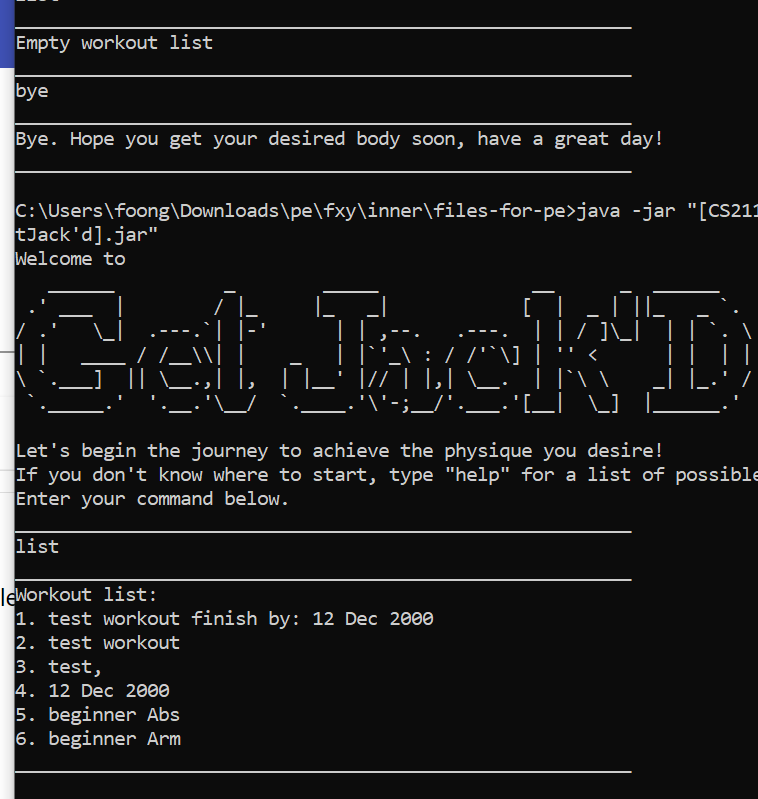 Empty workout list
bye
Bye. Hope you get your desired body soon, have a great day!
C:\Users\foong\Downloads\pe\fxy\inner\files-for-pe>java -jar "[CS211
tJack'd].jar"
Welcome to
Get Jack'D
Let's begin the journey to achieve the physique you desire!
If you don't know where to start, type "help" for a list of possible
Enter your command below.
list
Workout list:
1. test workout finish by: 12 Dec 2000
2. test workout
3. test,
4. 12 Dec 2000
5. beginner Abs
6. beginner Arm